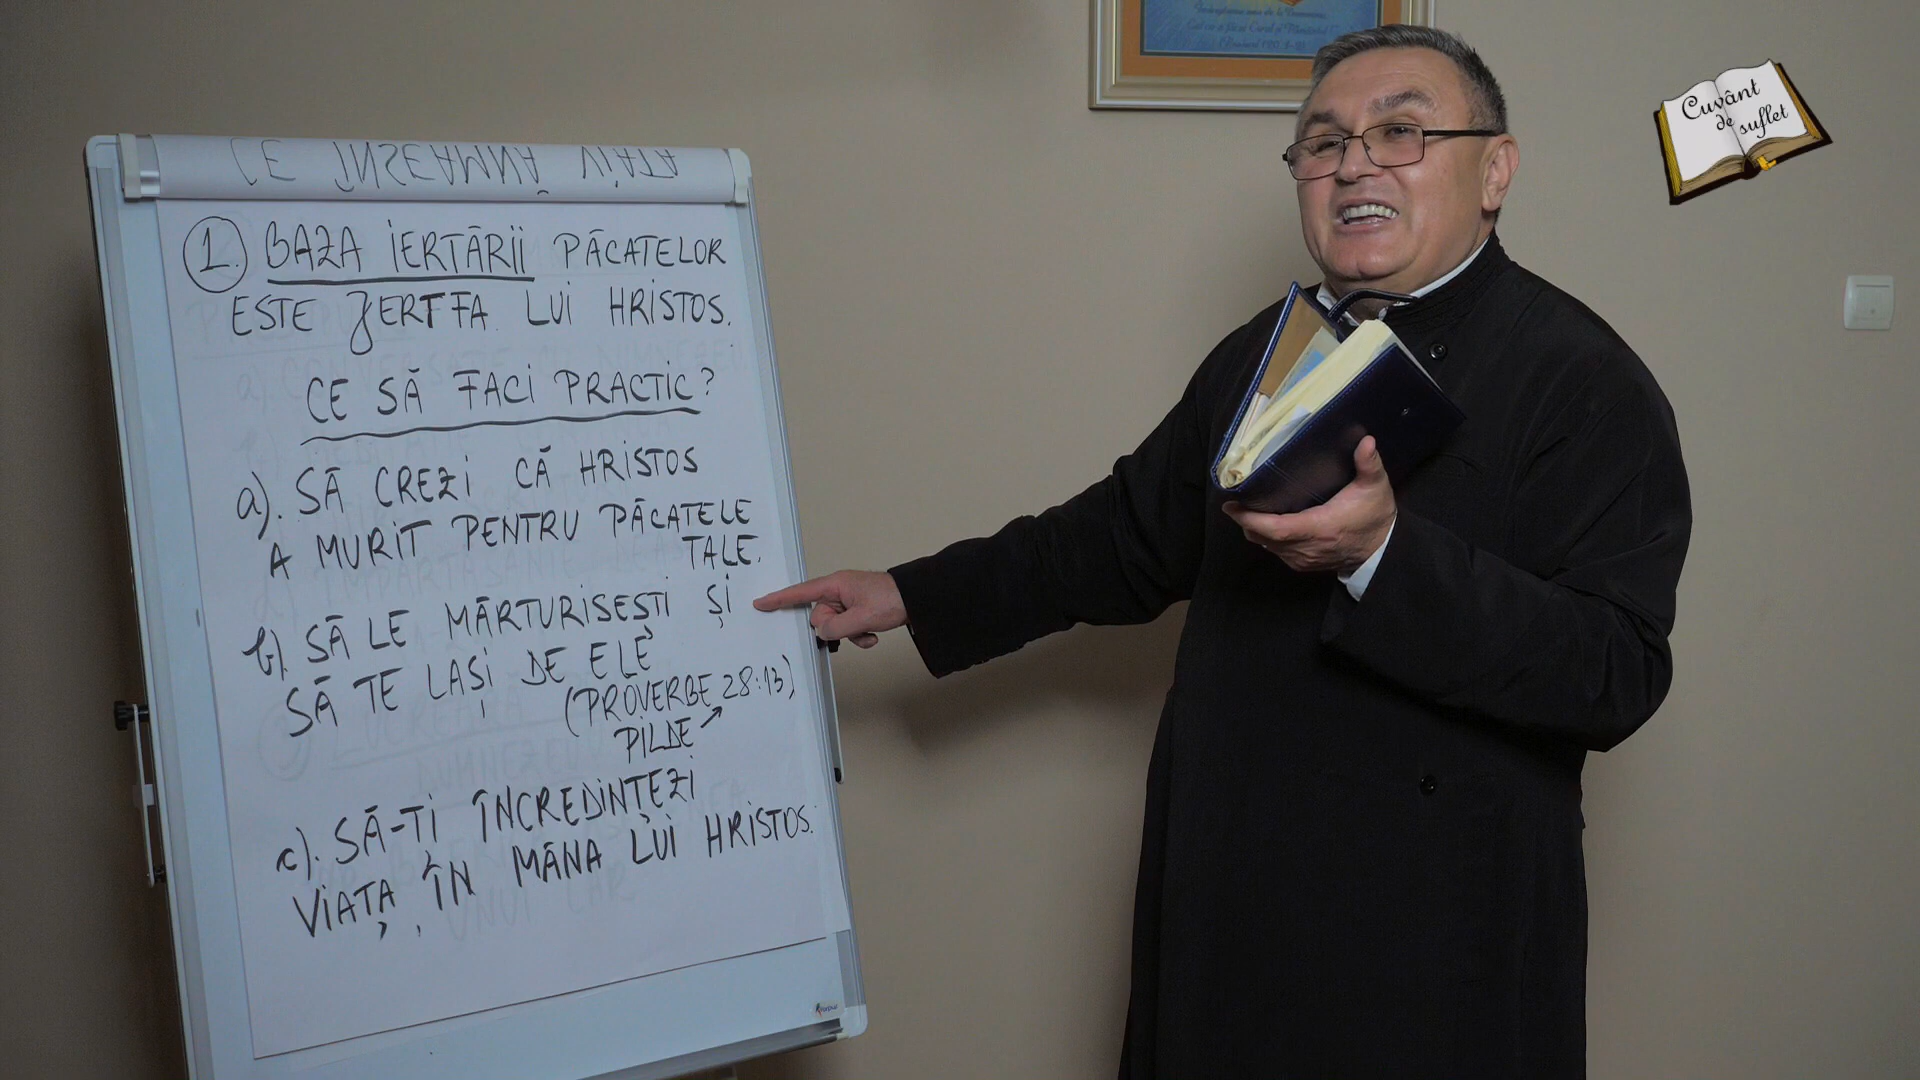 CE ÎNSEAMNĂ VIAȚA
1. BAZA IERTĂRII PĂCATELOR
ESTE JERTFA LUI HRISTOS.
CE SĂ FACI PRACTIC?
a). SĂ CREZI CĂ HRISTOS
A MURIT PENTRU PĂCATELE
TALE.
b). SĂ LE MĂRTURISEȘTI ȘI
SĂ TE LAȘI DE ELE
(PROVERBE 28:13)
PILDE
c). SĂ-ȚI ÎNCREDINȚEZI
VIAȚA ÎN MÂNA LUI HRISTOS.
Cuvânt
de suflet